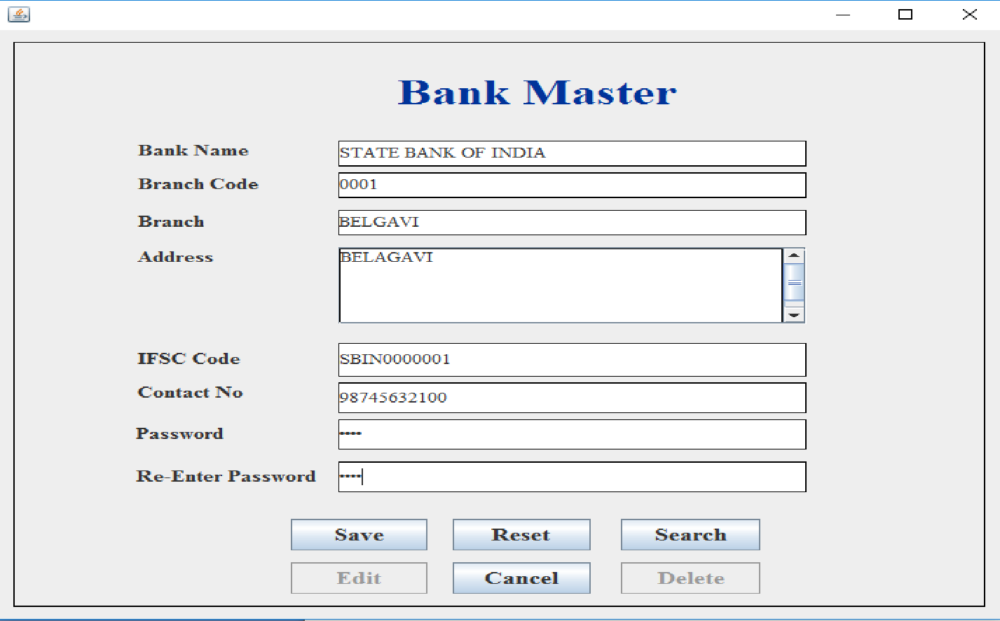 Bank Master
Bank Name STATE BANK OF INDIA
Branch Code 0001
Branch BELGAVI
Address BELAGAVI
IFSC Code SBIN0000001
Contact No 98745632100
Password ••••
Re-Enter Password ••••
Save Reset Search
Edit Cancel Delete